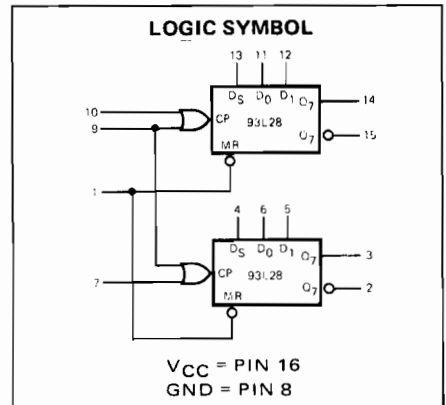 LOGIC SYMBOL
13 11 12
10
9
DS D0 D1 Q7
CP 93L28
MR Q7
14
15
1
4 6 5
7
DS D0 D1 Q7
CP 93L28
MR Q7
3
2
VCC = PIN 16
GND = PIN 8